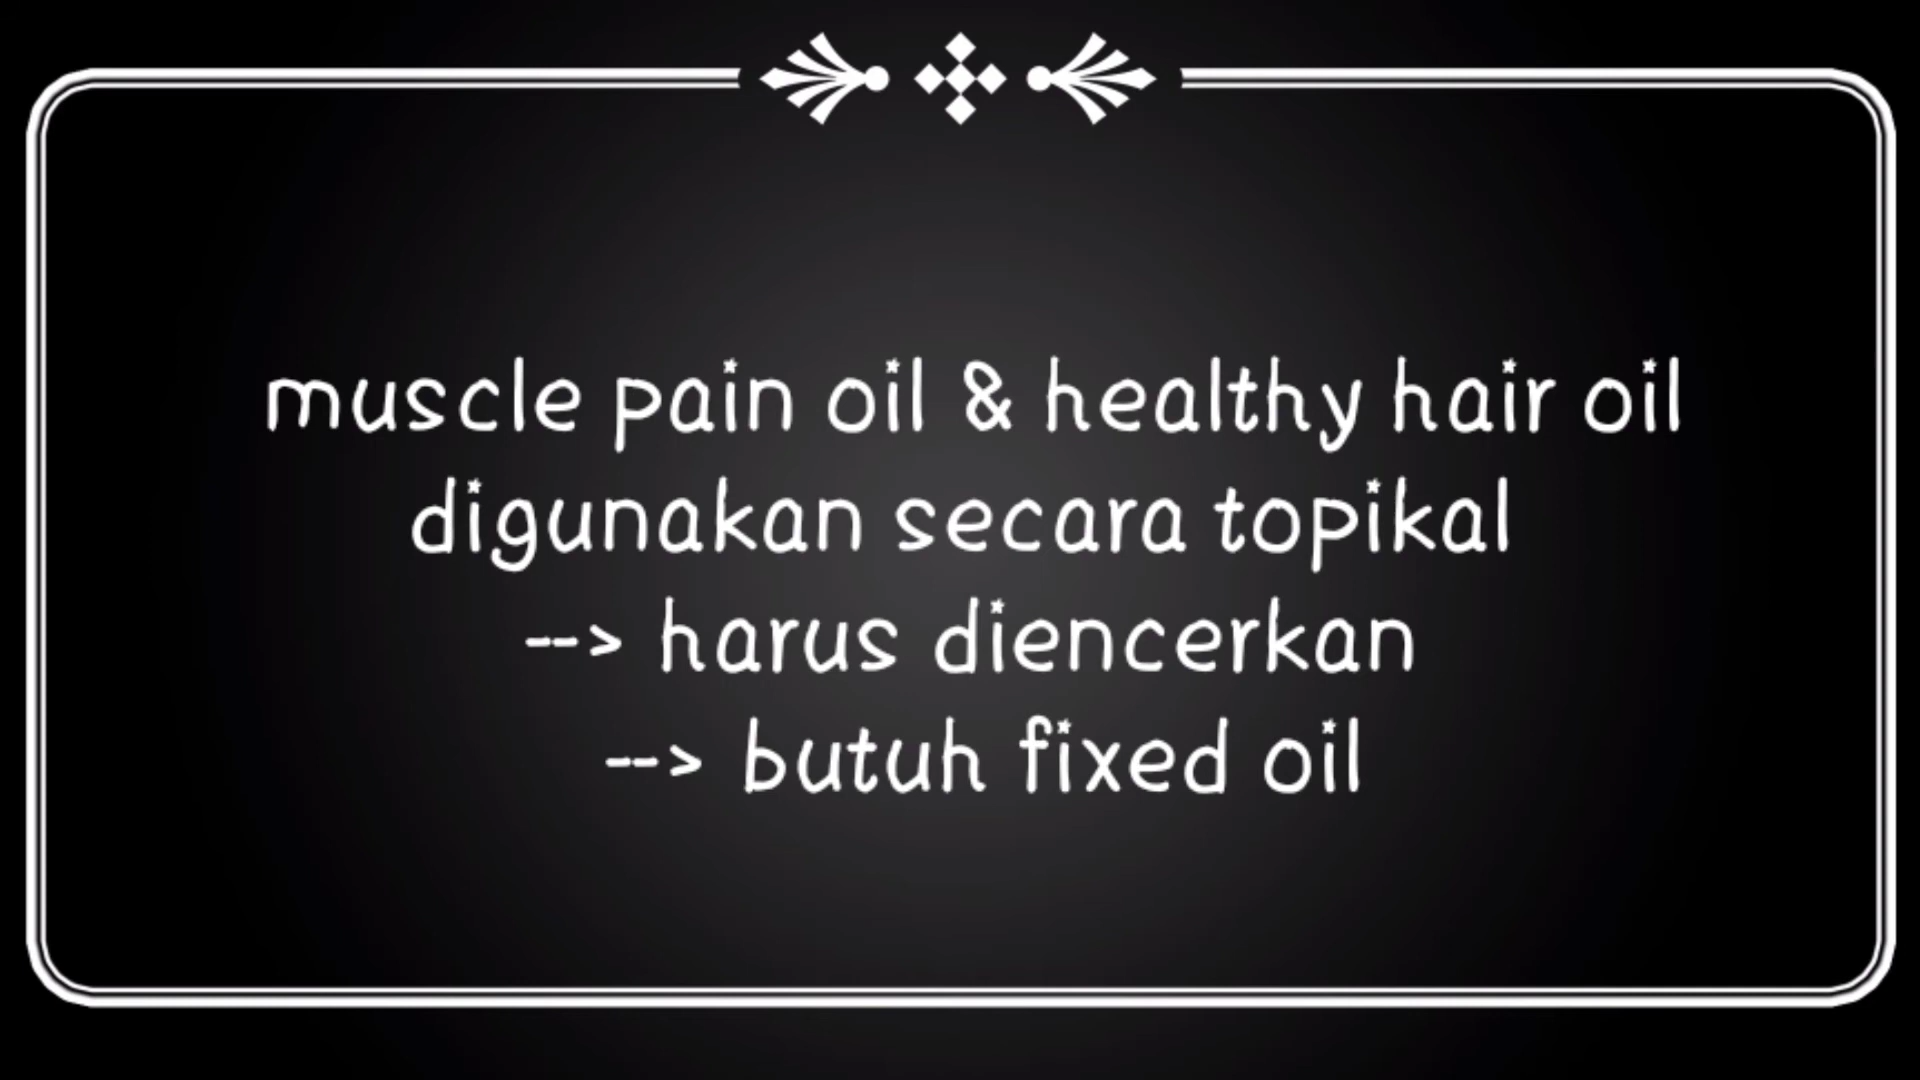 muscle pain oil & healthy hair oil
digunakan secara topikal
--> harus diencerkan
--> butuh fixed oil